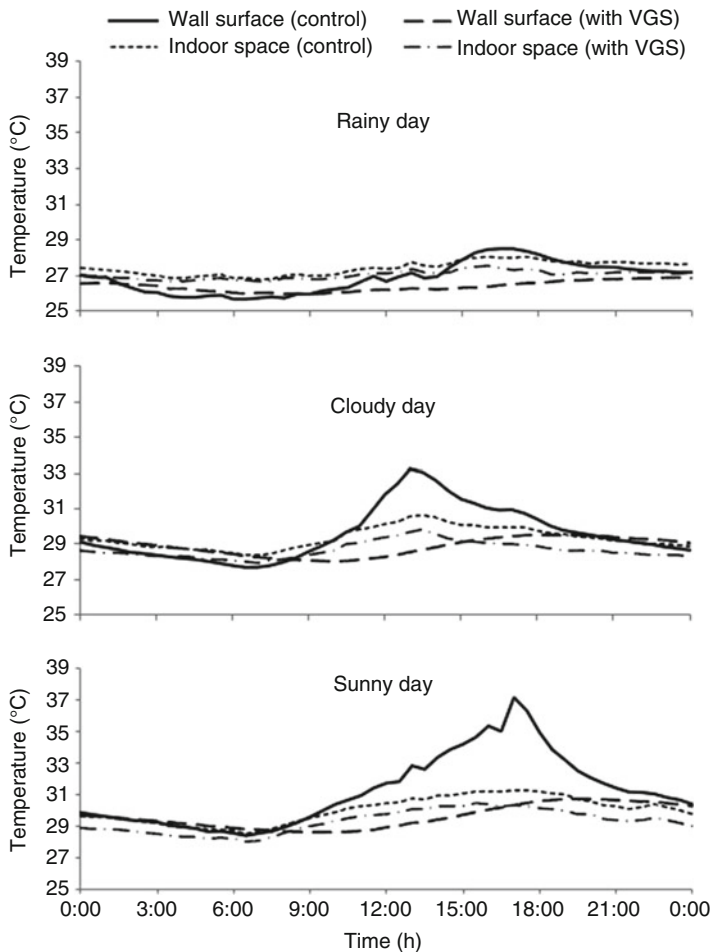 Wall surface (control)
Wall surface (with VGS)
Indoor space (control)
Indoor space (with VGS)
39
37
35
33
31
29
27
25
Temperature (°C)
Rainy day
39
37
35
33
31
29
27
25
Temperature (°C)
Cloudy day
39
37
35
33
31
29
27
25
Temperature (°C)
Sunny day
0:00 3:00 6:00 9:00 12:00 15:00 18:00 21:00 0:00
Time (h)